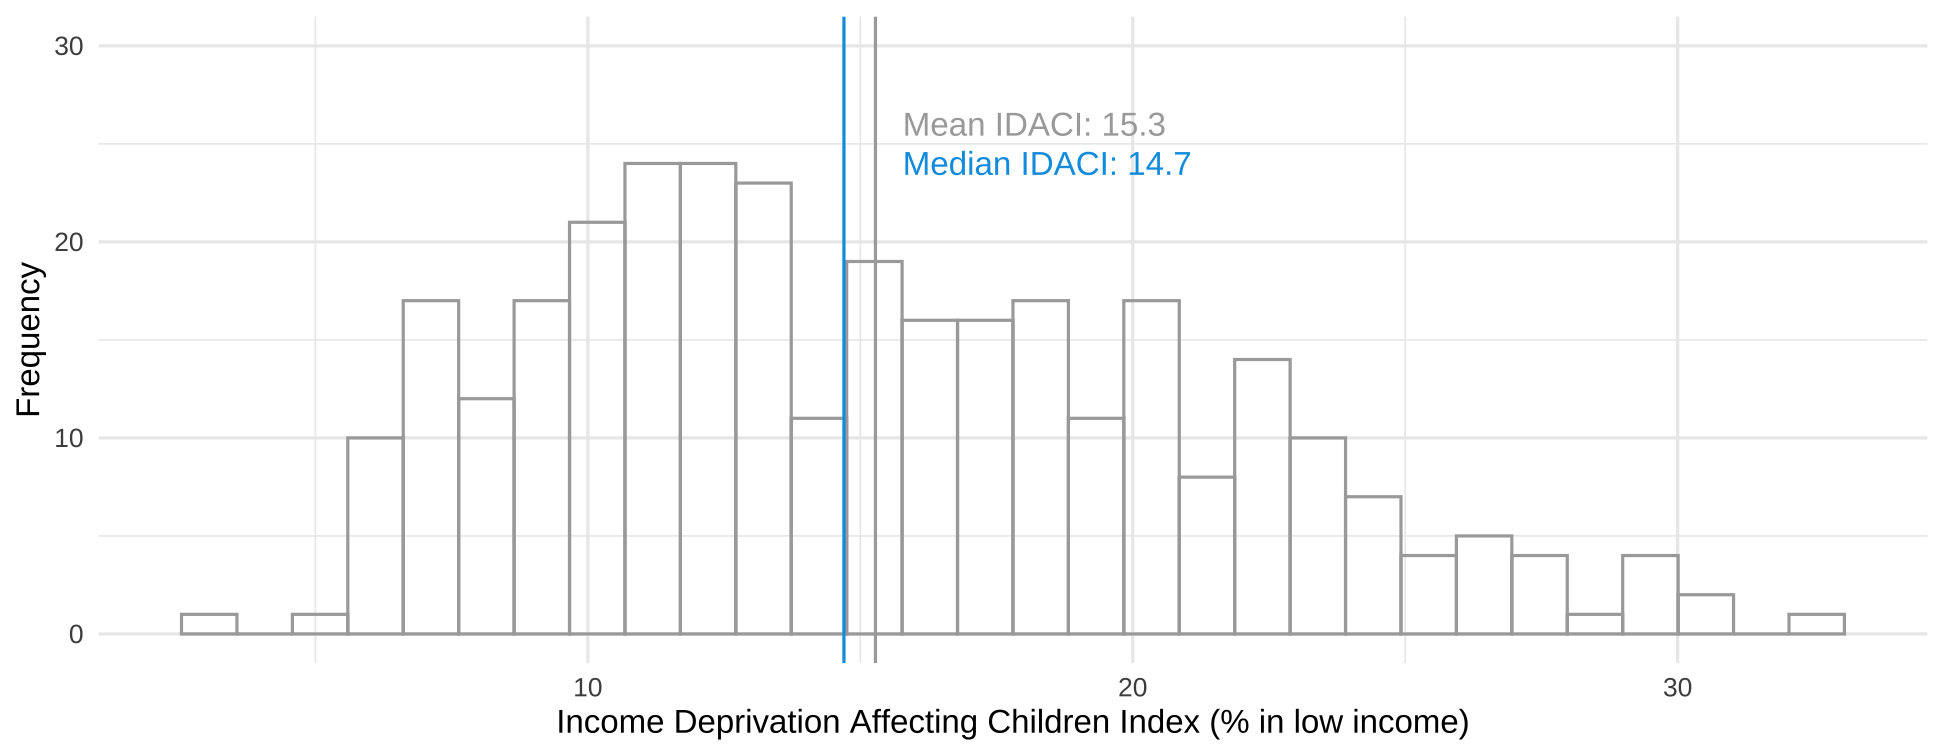 30
Mean IDACI: 15.3
Median IDACI: 14.7
20
Frequency
10
0
10 20 30
Income Deprivation Affecting Children Index (% in low income)